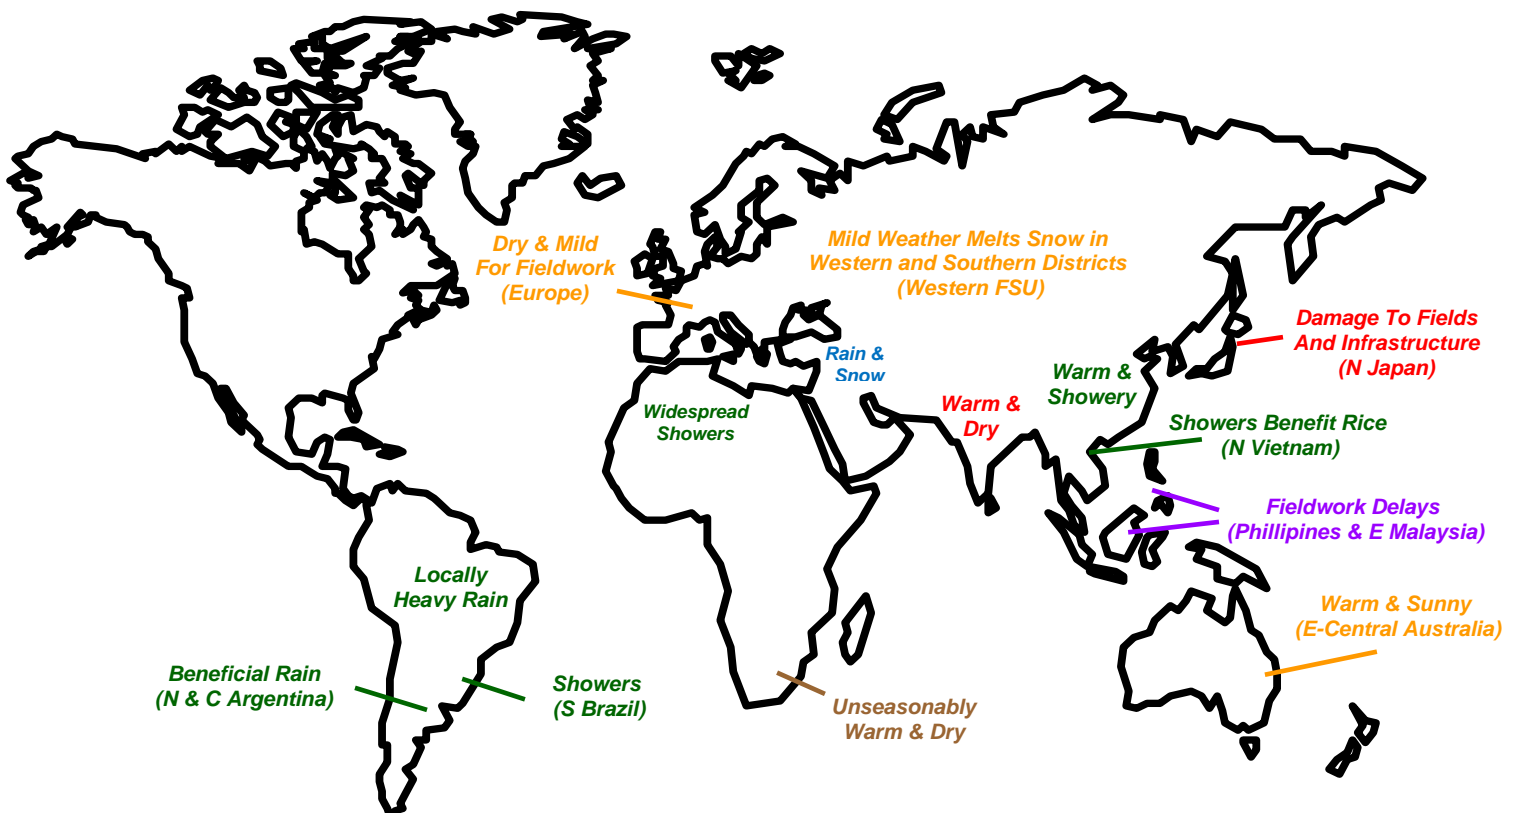 Dry & Mild
For Fieldwork
(Europe)
Mild Weather Melts Snow in
Western and Southern Districts
(Western FSU)
Damage To Fields
And Infrastructure
(N Japan)
Rain &
Snow
Warm &
Showery
Widespread
Showers
Warm &
Dry
Showers Benefit Rice
(N Vietnam)
Fieldwork Delays
(Phillipines & E Malaysia)
Locally
Heavy Rain
Warm & Sunny
(E-Central Australia)
Beneficial Rain
(N & C Argentina)
Showers
(S Brazil)
Unseasonably
Warm & Dry